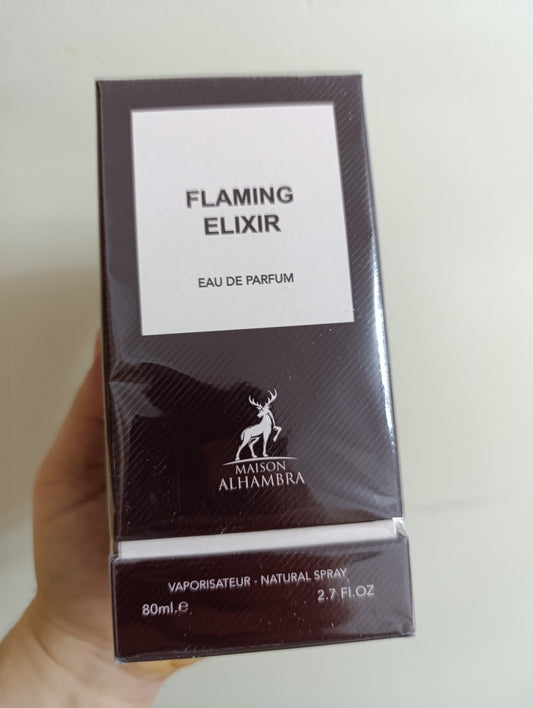 FLAMING
ELIXIR
EAU DE PARFUM
MAISON
ALHAMBRA
VAPORISATEUR - NATURAL SPRAY
80ml.e 2.7 Fl.OZ